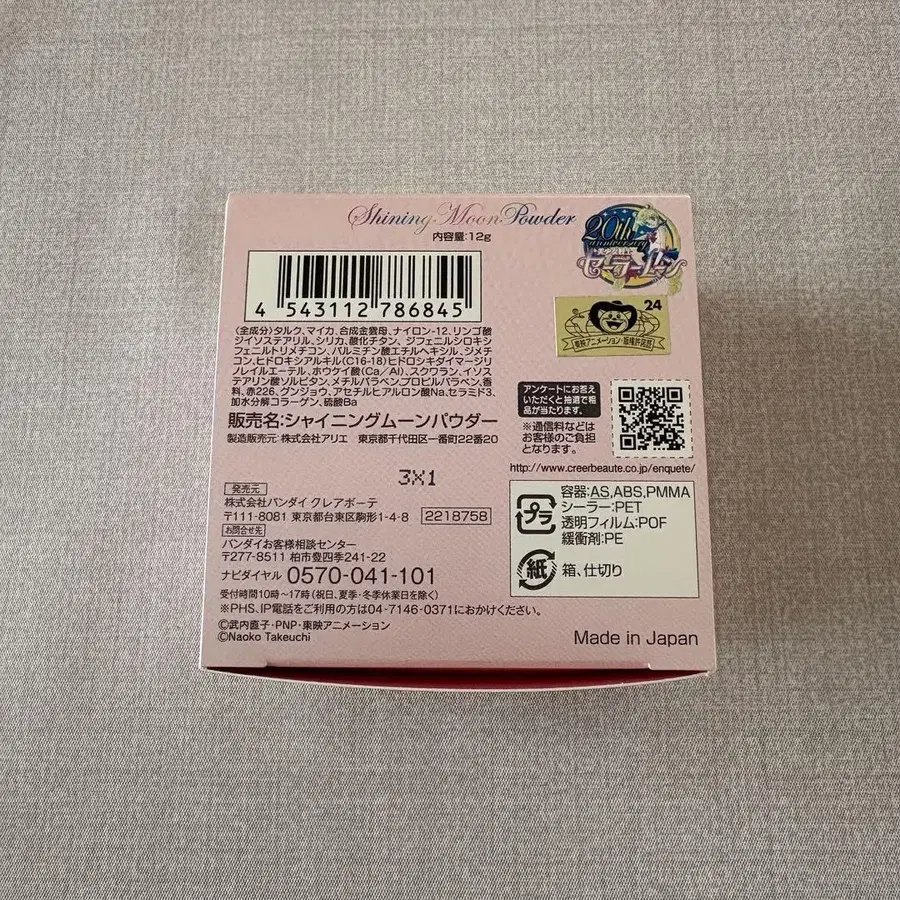 Shining Moon Powder
内容量:12g
20th
anniversary
セーラームーン
4 543112 786845
24
東映アニメーション・版権許諾証
〈全成分〉タルク、マイカ、合成金雲母、ナイロン-12、リンゴ酸
ジイソステアリル、シリカ、酸化チタン、ジフェニルシロキシ
フェニルトリメチコン、パルミチン酸エチルヘキシル、ジメチ
コン、ヒドロキシアルキル(C16-18)ヒドロシキダイマージリ
ノレイルエーテル、ホウケイ酸(Ca/Al)、スクワラン、イソス
テアリン酸ソルビタン、メチルパラベン、プロピルパラベン、香
料、赤226、グンジョウ、アセチルヒアルロン酸Na、セラミド3、
加水分解コラーゲン、硫酸Ba
販売名:シャイニングムーンパウダー
製造販売元:株式会社アリエ 東京都千代田区一番町22番20
アンケートにお答え
いただくと抽選で粗
品が当たります。
※通信料などは
お客様のご負担
となります。
http://www.creerbeaute.co.jp/enquete/
3X1
発売元
株式会社バンダイ クレアボーテ
〒111-8081 東京都台東区駒形1-4-8
2218758
お問合せ先
バンダイお客様相談センター
〒277-8511 柏市豊四季241-22
ナビダイヤル 0570-041-101
受付時間10時〜17時(祝日、夏季・冬季休業日を除く)
※PHS、IP電話をご利用の方は04-7146-0371におかけください。
©武内直子・PNP・東映アニメーション
©Naoko Takeuchi
プラ
容器:AS,ABS,PMMA
シーラー:PET
透明フィルム:POF
緩衝剤:PE
紙
箱、仕切り
Made in Japan